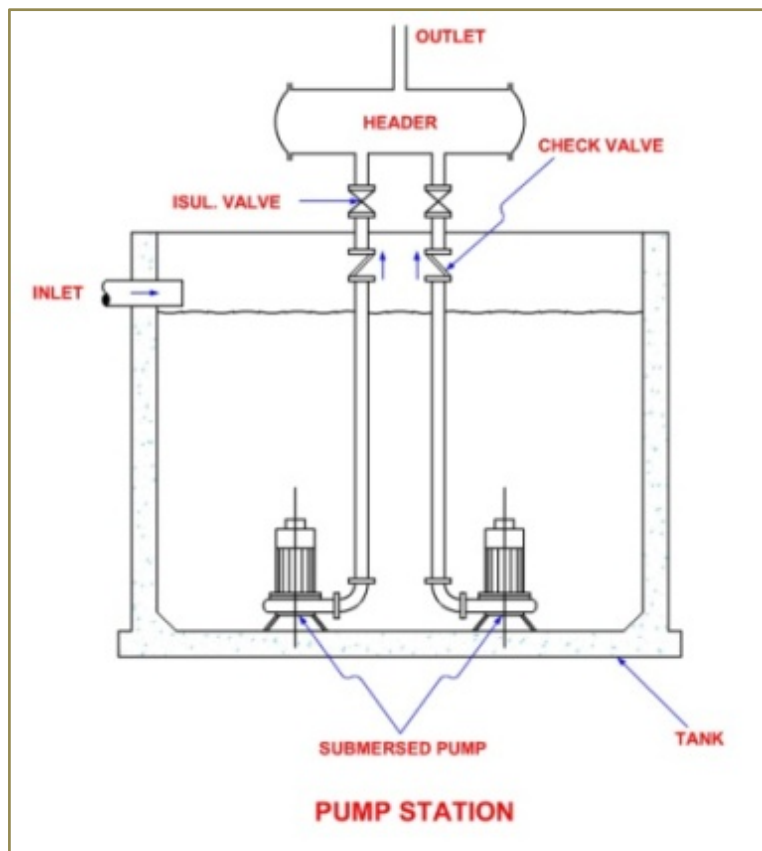 OUTLET
HEADER
CHECK VALVE
ISUL. VALVE
INLET
SUBMERSED PUMP
TANK
PUMP STATION